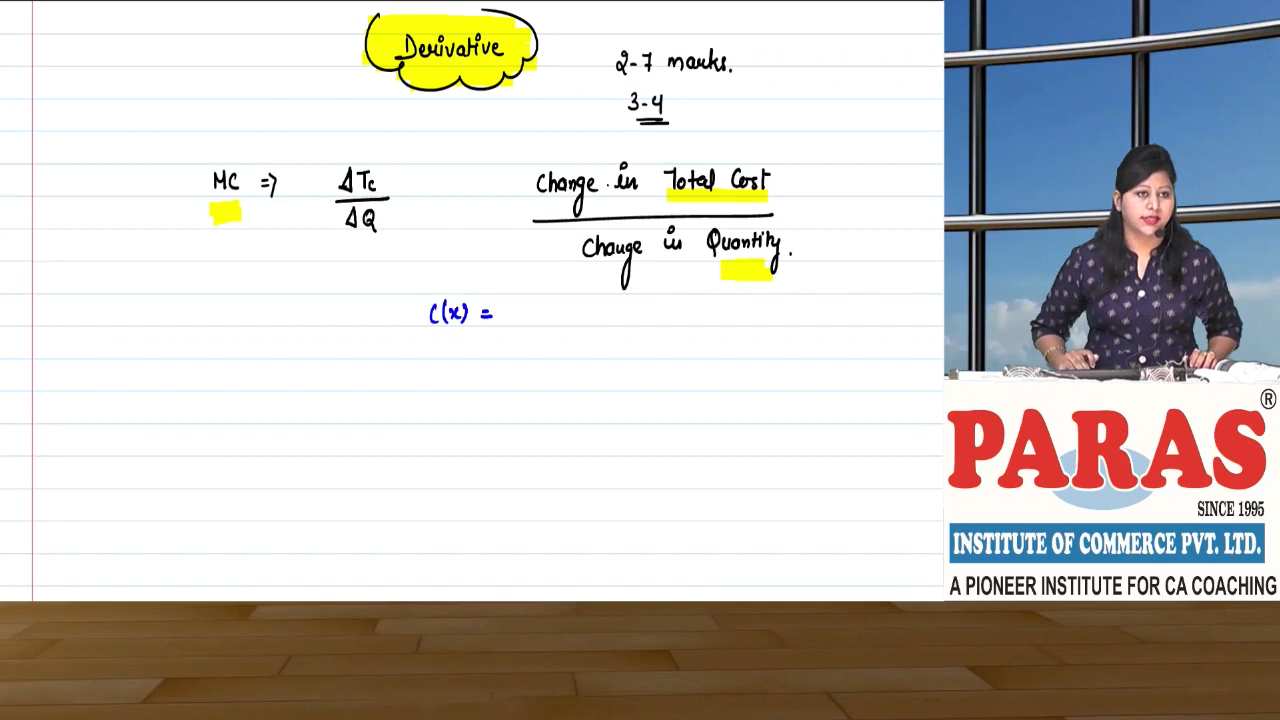 Derivative
2-7 marks.
3-4
MC ⇒ ΔTc / ΔQ
Change in Total Cost
Change in Quantity.
C(x) =
PARAS®
SINCE 1995
INSTITUTE OF COMMERCE PVT. LTD.
A PIONEER INSTITUTE FOR CA COACHING